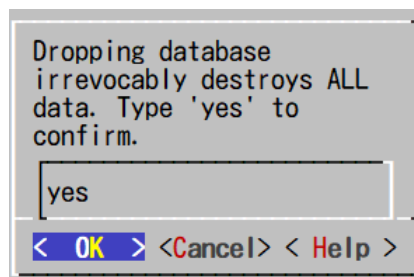 Dropping database
irrevocably destroys ALL
data. Type 'yes' to
confirm.
yes
<  OK  > <Cancel> < Help >